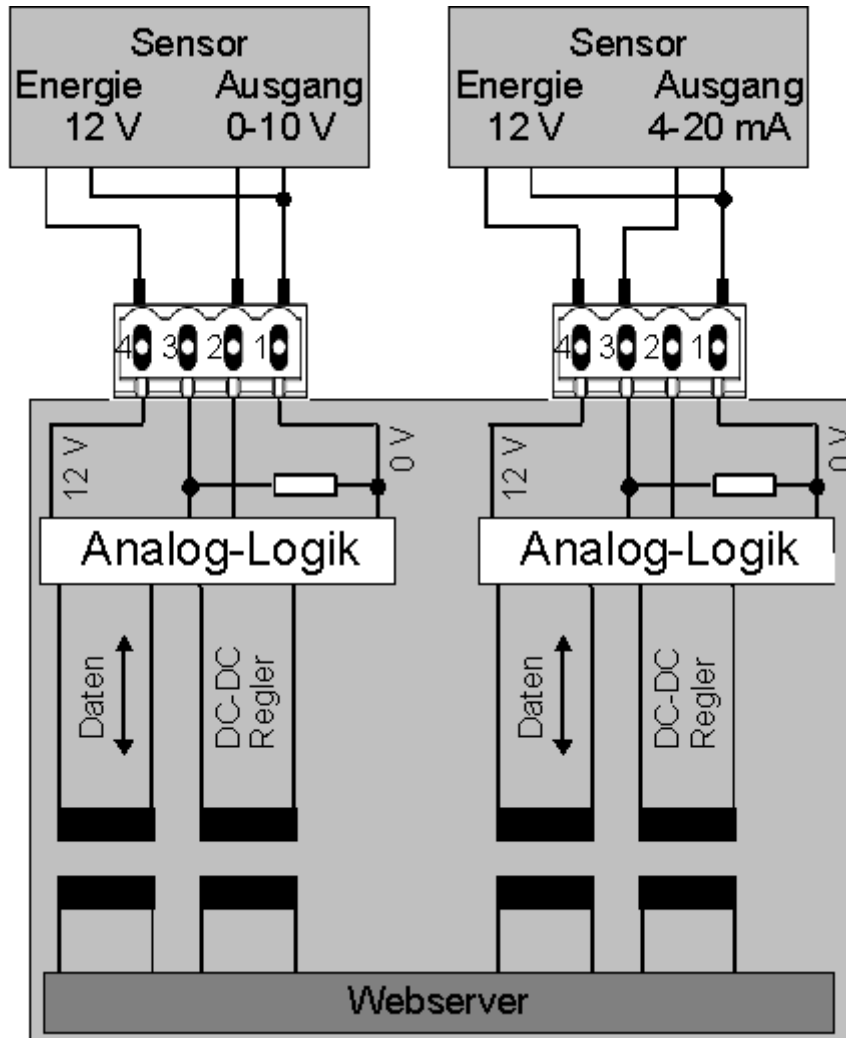 Sensor
Energie Ausgang
12 V 0-10 V
Sensor
Energie Ausgang
12 V 4-20 mA
4 3 2 1
4 3 2 1
12 V
0 V
12 V
0 V
Analog-Logik
Analog-Logik
Daten
DC-DC
Regler
Daten
DC-DC
Regler
Webserver